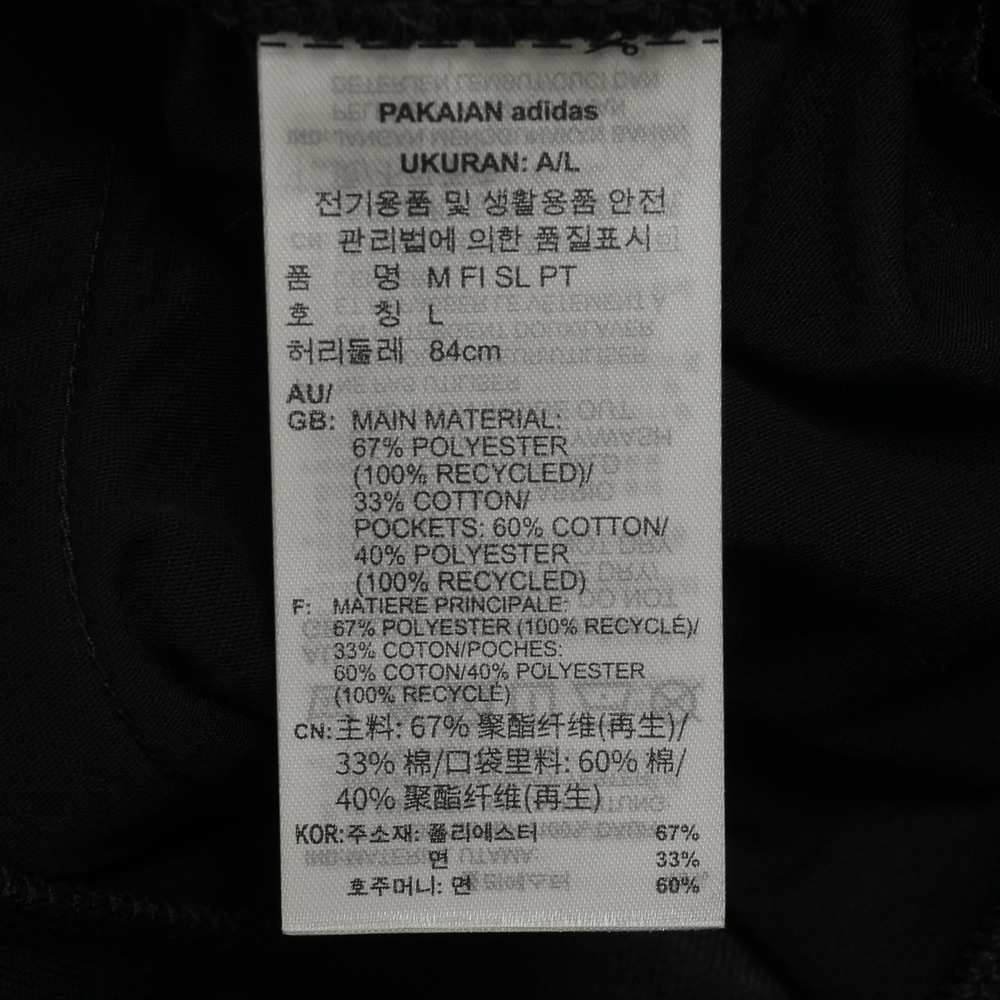 PAKAIAN adidas
UKURAN: A/L
전기용품 및 생활용품 안전
관리법에 의한 품질표시
품 명 M FI SL PT
호 칭 L
허리둘레 84cm
AU/
GB: MAIN MATERIAL:
67% POLYESTER
(100% RECYCLED)/
33% COTTON/
POCKETS: 60% COTTON/
40% POLYESTER
(100% RECYCLED)
F: MATIERE PRINCIPALE:
67% POLYESTER (100% RECYCLÉ)/
33% COTON/POCHES:
60% COTON/40% POLYESTER
(100% RECYCLÉ)
CN: 主料: 67% 聚酯纤维(再生)/
33% 棉/口袋里料: 60% 棉/
40% 聚酯纤维(再生)
KOR: 주소재: 폴리에스터 67%
면 33%
호주머니: 면 60%